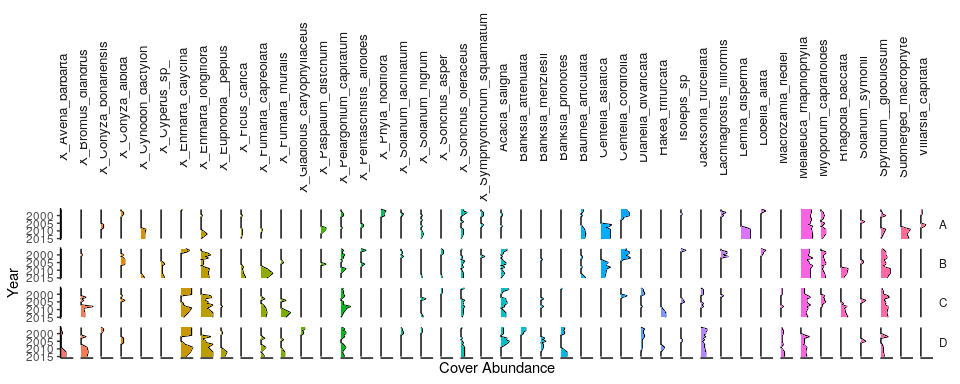 X_Avena_barbata
X_Bromus_diandrus
X_Conyza_bonariensis
X_Conyza_albida
X_Cynodon_dactylon
X_Cyperus_sp_
X_Ehrharta_calycina
X_Ehrharta_longiflora
X_Euphorbia__peplus
X_Ficus_carica
X_Fumaria_capreolata
X_Fumaria_muralis
X_Gladiolus_caryophyllaceus
X_Paspalum_distichum
X_Pelargonium_capitatum
X_Pentaschistis_airoides
X_Phyla_nodiflora
X_Solanum_laciniatum
X_Solanum_nigrum
X_Sonchus_asper
X_Sonchus_oleraceus
X_Symphyotrichum_squamatum
Acacia_saligna
Banksia_attenuata
Banksia_menziesii
Banksia_prionotes
Baumea_articulata
Centella_asiatica
Centella_cordifolia
Dianella_divaricata
Hakea_trifurcata
Isolepis_sp
Jacksonia_furcellata
Lachnagrostis_filiformis
Lemna_disperma
Lobelia_alata
Macrozamia_riedlei
Melaleuca_rhaphiophylla
Myoporum_caprarioides
Rhagodia_baccata
Solanum_symonii
Spyridium__globulosum
Submerged_macrophyte
Villarsia_capitata
2000
2005
2010
2015
A
2000
2005
2010
2015
B
2000
2005
2010
2015
C
2000
2005
2010
2015
D
Year
Cover Abundance